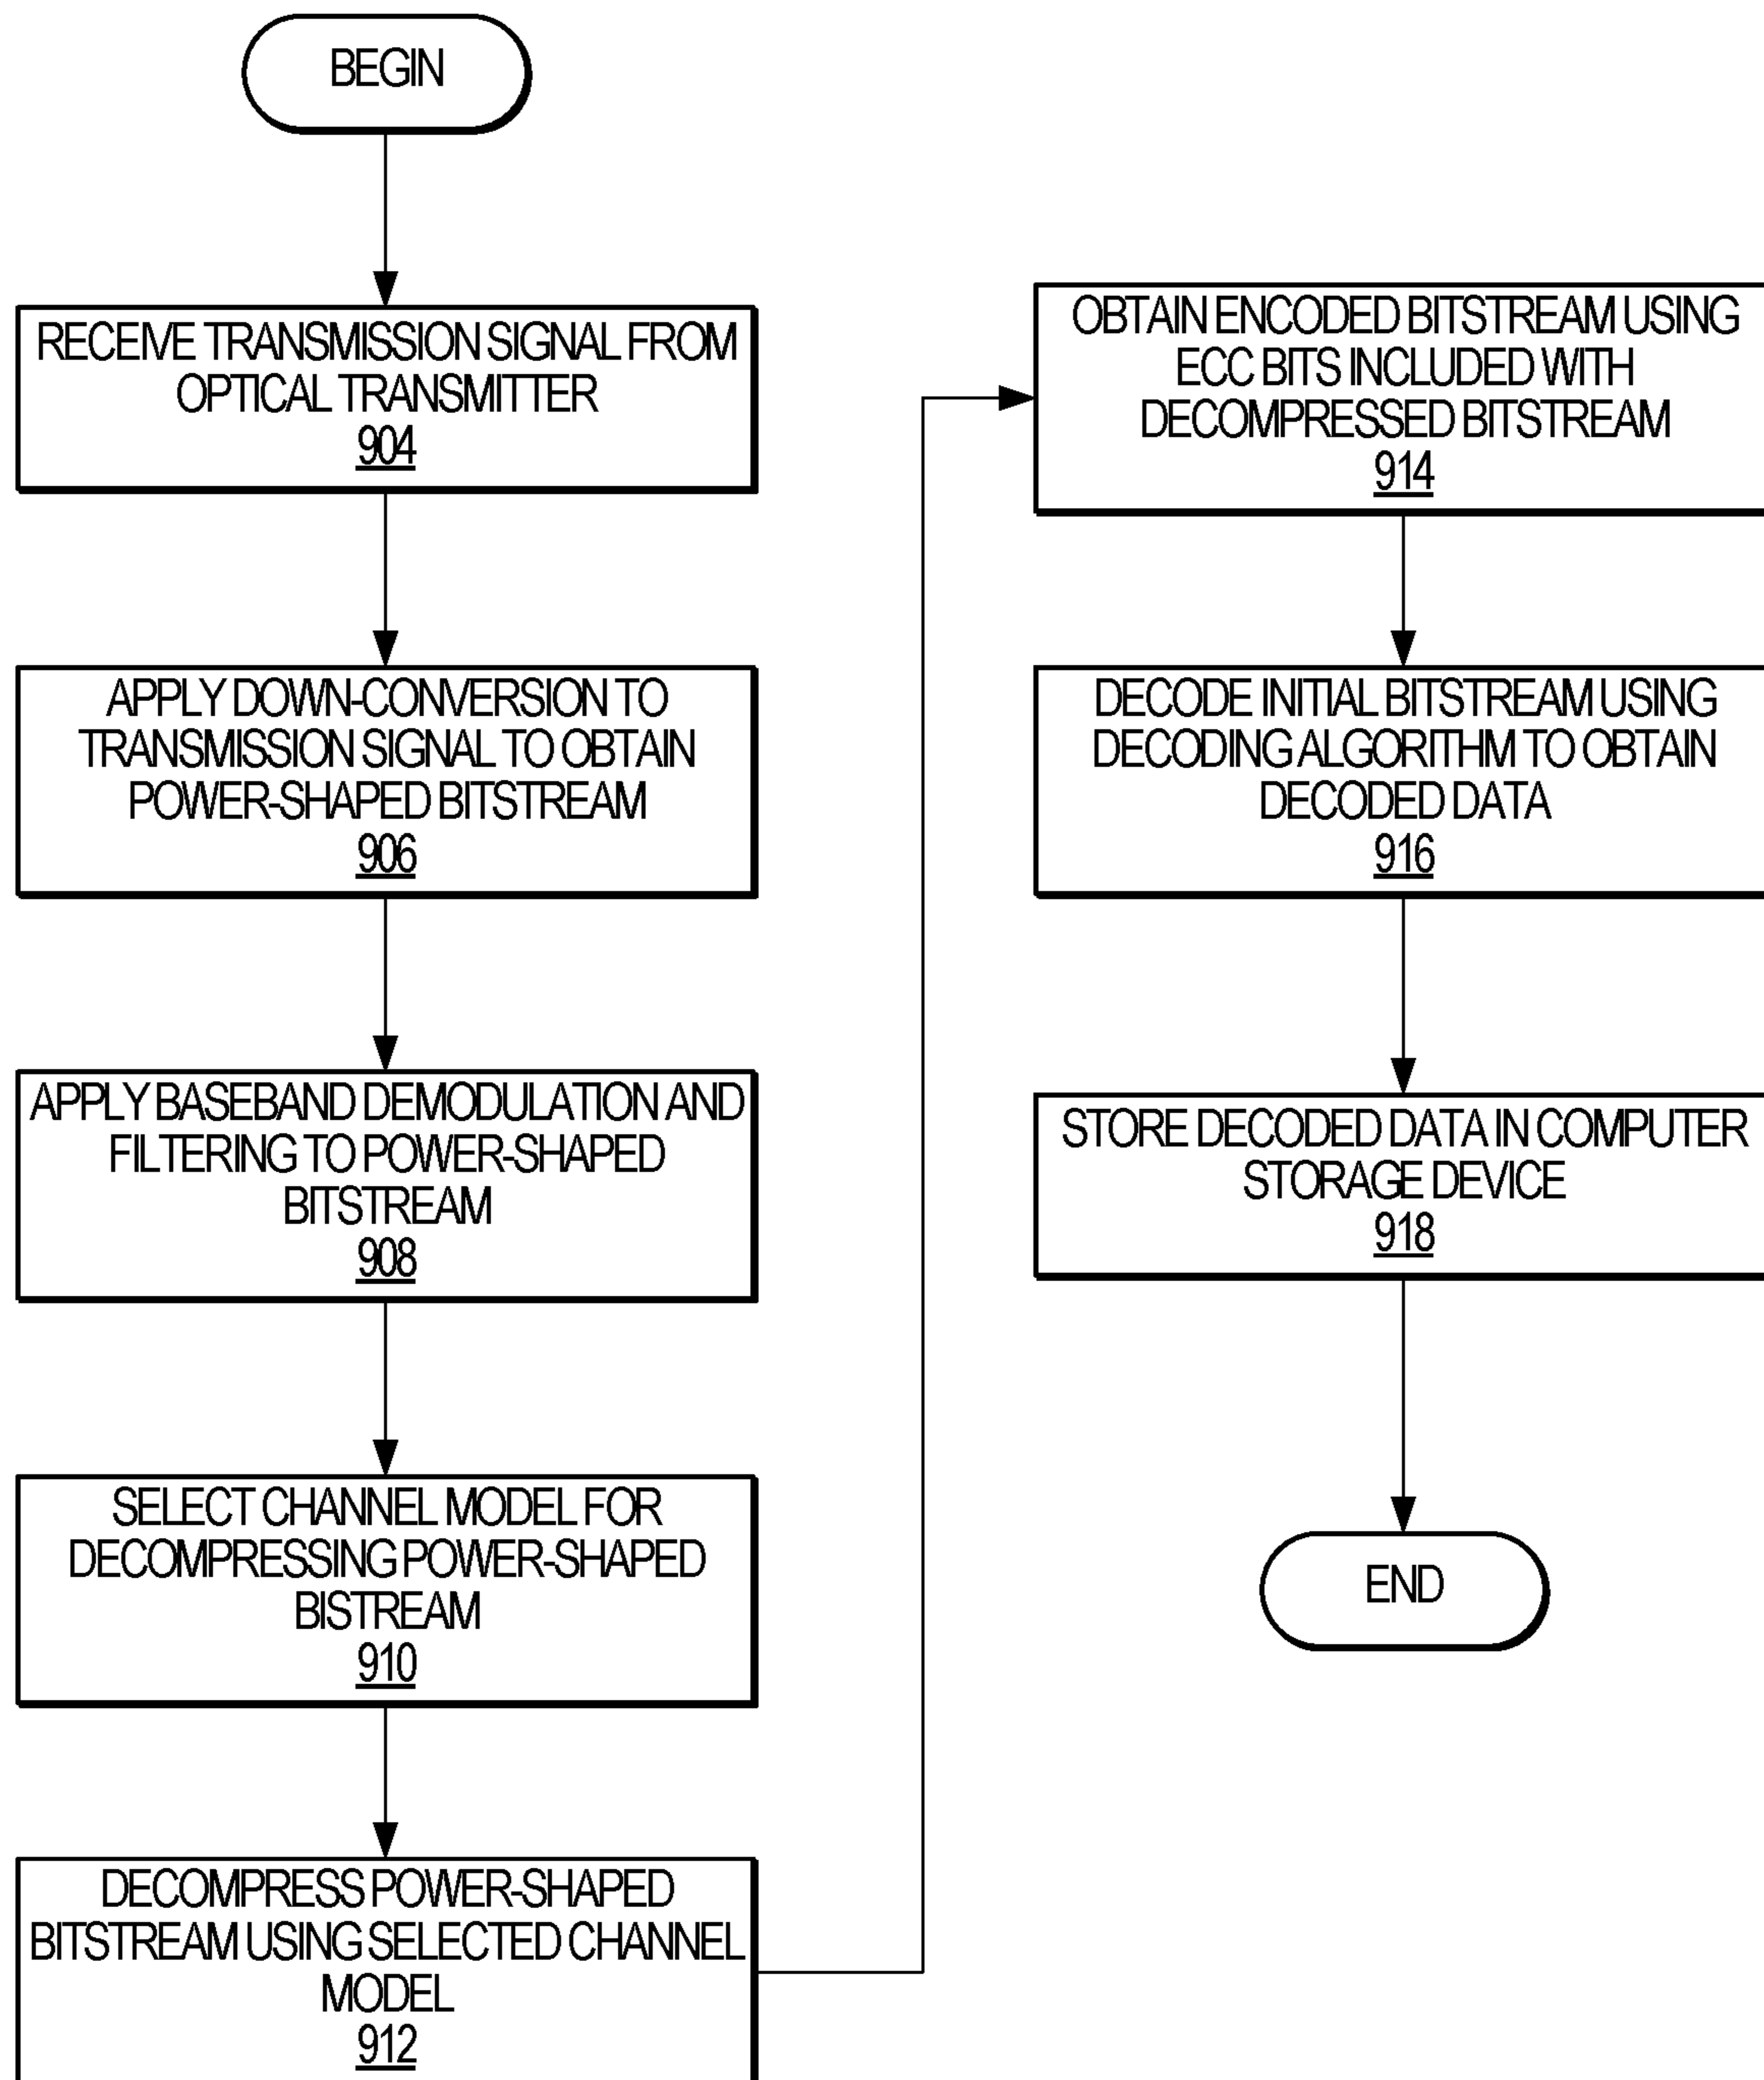 BEGIN
RECEIVE TRANSMISSION SIGNAL FROM
OPTICAL TRANSMITTER
904
APPLY DOWN-CONVERSION TO
TRANSMISSION SIGNAL TO OBTAIN
POWER-SHAPED BITSTREAM
906
APPLY BASEBAND DEMODULATION AND
FILTERING TO POWER-SHAPED
BITSTREAM
908
SELECT CHANNEL MODEL FOR
DECOMPRESSING POWER-SHAPED
BISTREAM
910
DECOMPRESS POWER-SHAPED
BITSTREAM USING SELECTED CHANNEL
MODEL
912
OBTAIN ENCODED BITSTREAM USING
ECC BITS INCLUDED WITH
DECOMPRESSED BITSTREAM
914
DECODE INITIAL BITSTREAM USING
DECODING ALGORITHM TO OBTAIN
DECODED DATA
916
STORE DECODED DATA IN COMPUTER
STORAGE DEVICE
918
END